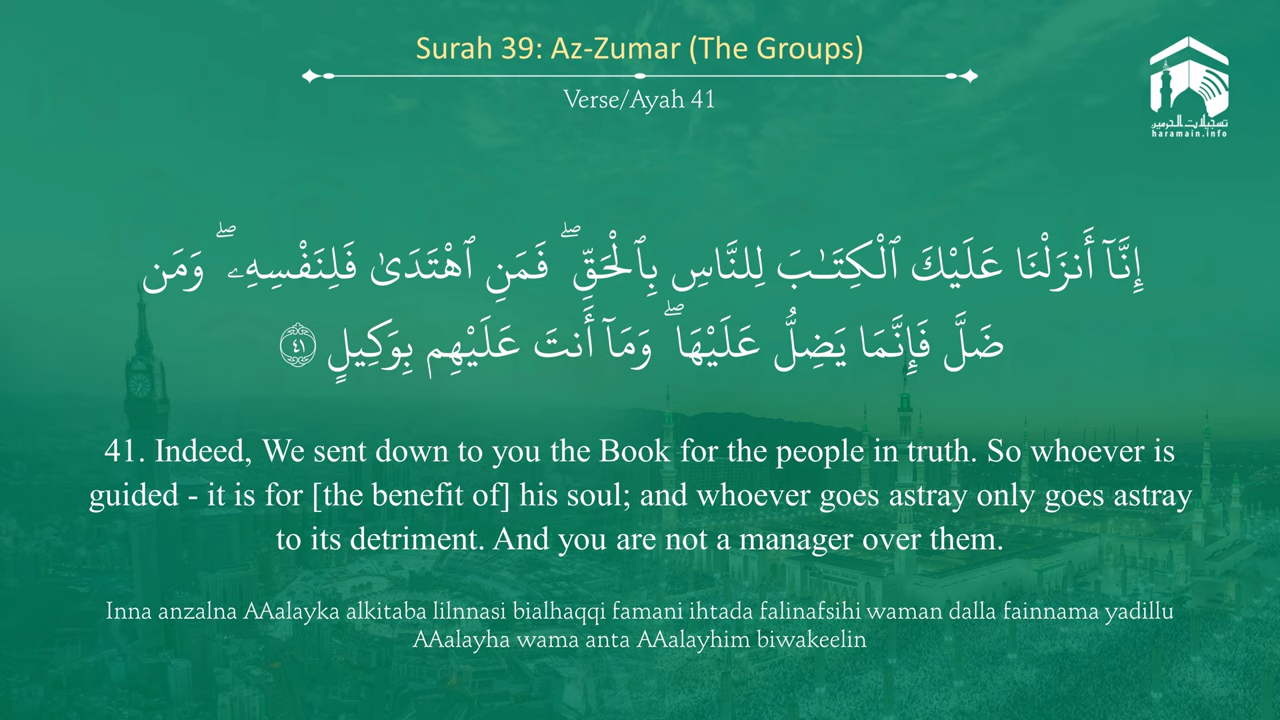 Surah 39: Az-Zumar (The Groups)
Verse/Ayah 41
تسجيلات الحرمين
haramain.info
إِنَّآ أَنزَلْنَا عَلَيْكَ ٱلْكِتَـٰبَ لِلنَّاسِ بِٱلْحَقِّ ۖ فَمَنِ ٱهْتَدَىٰ فَلِنَفْسِهِۦ ۖ وَمَن
ضَلَّ فَإِنَّمَا يَضِلُّ عَلَيْهَا ۖ وَمَآ أَنتَ عَلَيْهِم بِوَكِيلٍ ٤١
41. Indeed, We sent down to you the Book for the people in truth. So whoever is
guided - it is for [the benefit of] his soul; and whoever goes astray only goes astray
to its detriment. And you are not a manager over them.
Inna anzalna AAalayka alkitaba lilnnasi bialhaqqi famani ihtada falinafsihi waman dalla fainnama yadillu
AAalayha wama anta AAalayhim biwakeelin